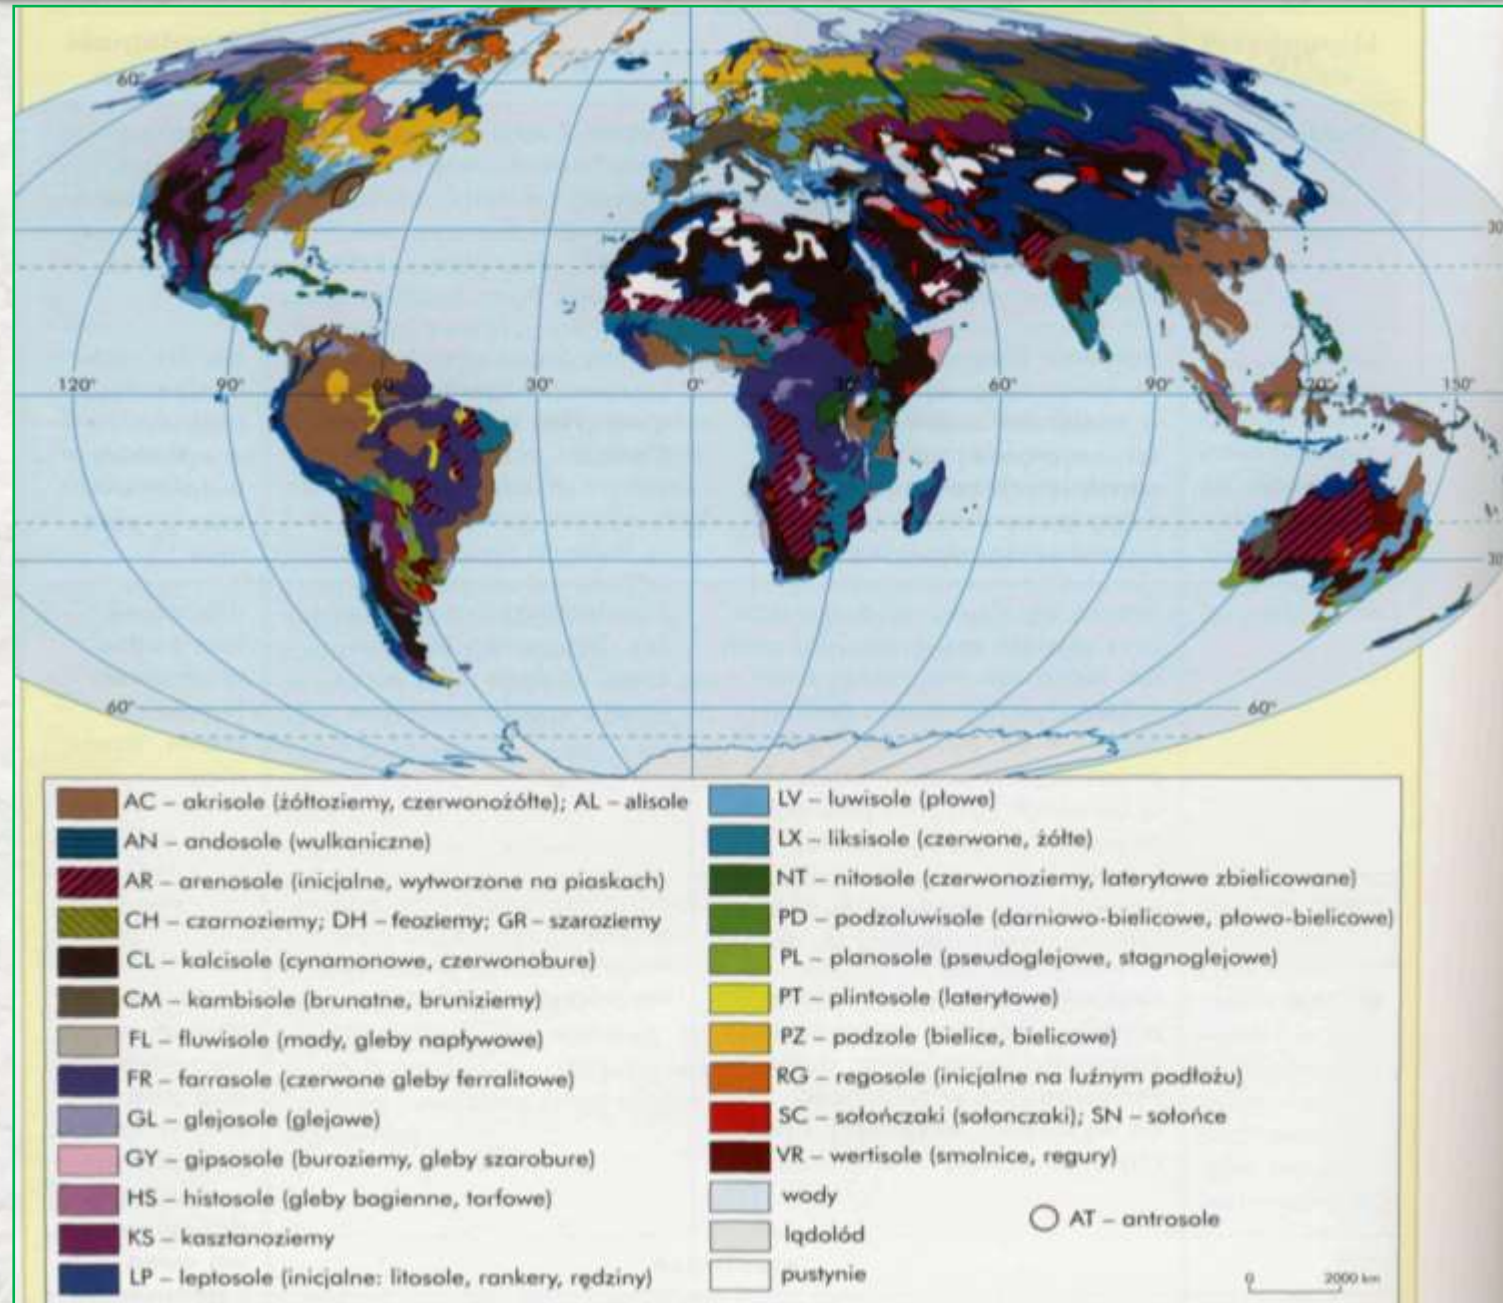 60°
30°
120°
90°
60°
30°
0°
30°
60°
90°
120°
150°
30°
60°
60°
AC – akrisole (żółtoziemy, czerwonożółte); AL – alisole
AN – andosole (wulkaniczne)
AR – arenosole (inicjalne, wytworzone na piaskach)
CH – czarnoziemy; DH – feoziemy; GR – szaroziemy
CL – kalcisole (cynamonowe, czerwonobure)
CM – kambisole (brunatne, bruniziemy)
FL – fluwisole (mady, gleby napływowe)
FR – farrasole (czerwone gleby ferralitowe)
GL – glejosole (glejowe)
GY – gipsosole (buroziemy, gleby szarobure)
HS – histosole (gleby bagienne, torfowe)
KS – kasztanoziemy
LP – leptosole (inicjalne: litosole, rankery, rędziny)
LV – luwisole (płowe)
LX – liksisole (czerwone, żółte)
NT – nitosole (czerwonoziemy, laterytowe zbielicowane)
PD – podzoluwisole (darniowo-bielicowe, płowo-bielicowe)
PL – planosole (pseudoglejowe, stagnoglejowe)
PT – plintosole (laterytowe)
PZ – podzole (bielice, bielicowe)
RG – regosole (inicjalne na luźnym podłożu)
SC – sołończaki (sołonczaki); SN – sołońce
VR – wertisole (smolnice, regury)
wody
lądolód
pustynie
AT – antrosole
0 2000 km